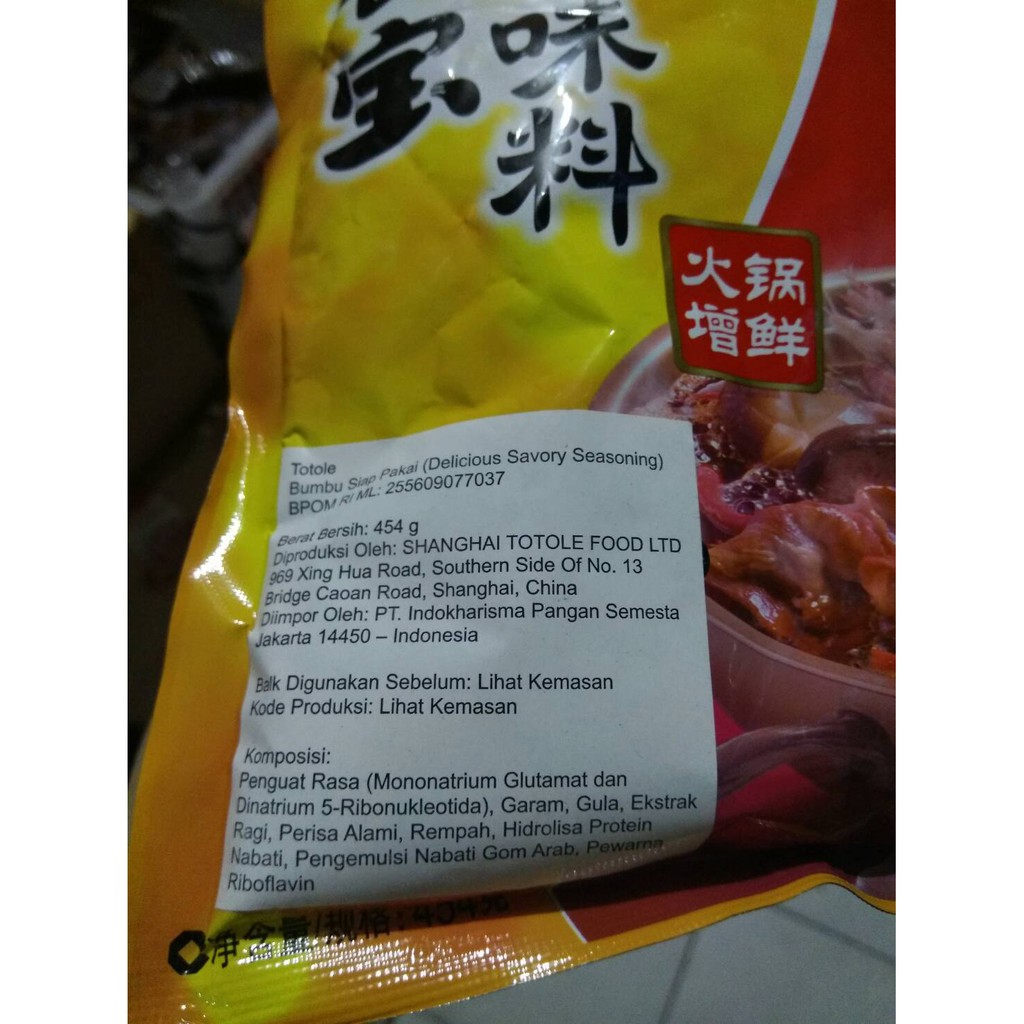 宝
味
料
火锅
增鲜
Totole
Bumbu Siap Pakai (Delicious Savory Seasoning)
BPOM RI ML: 255609077037
Berat Bersih: 454 g
Diproduksi Oleh: SHANGHAI TOTOLE FOOD LTD
969 Xing Hua Road, Southern Side Of No. 13
Bridge Caoan Road, Shanghai, China
Diimpor Oleh: PT. Indokharisma Pangan Semesta
Jakarta 14450 – Indonesia
Baik Digunakan Sebelum: Lihat Kemasan
Kode Produksi: Lihat Kemasan
Komposisi:
Penguat Rasa (Mononatrium Glutamat dan
Dinatrium 5-Ribonukleotida), Garam, Gula, Ekstrak
Ragi, Perisa Alami, Rempah, Hidrolisa Protein
Nabati, Pengemulsi Nabati Gom Arab, Pewarna
Riboflavin
净含量/规格: 454克